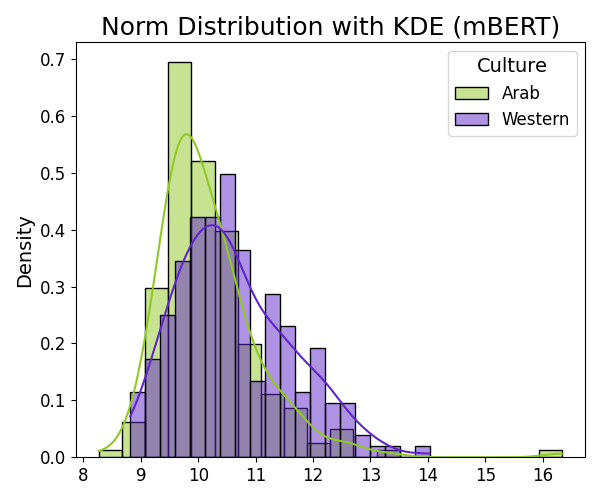 Norm Distribution with KDE (mBERT)
Culture
Arab
Western
Density
0.7
0.6
0.5
0.4
0.3
0.2
0.1
0.0
8 9 10 11 12 13 14 15 16